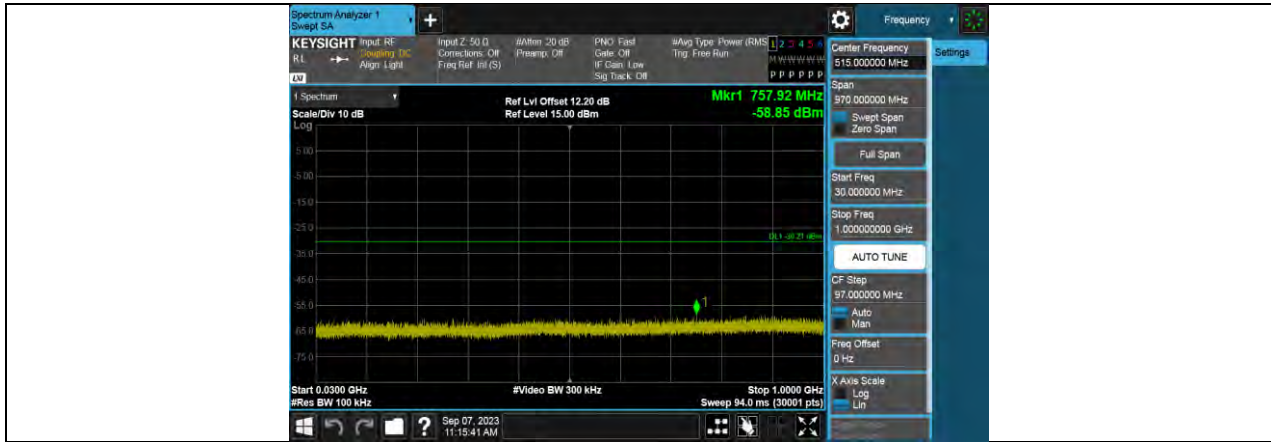 Spectrum Analyzer 1
Swept SA
+
Frequency
KEYSIGHT
RL
LXI
Input: RF
Coupling: DC
Align: Light
Input Z: 50 Ω
Corrections: Off
Freq Ref: Int (S)
#Atten: 20 dB
Preamp: Off
PNO: Fast
Gate: Off
IF Gain: Low
Sig Track: Off
#Avg Type: Power (RMS
Trig: Free Run
1 2 3 4 5 6
M W W W W W
P P P P P P
1 Spectrum
Scale/Div 10 dB
Log
Ref Lvl Offset 12.20 dB
Ref Level 15.00 dBm
Mkr1 757.92 MHz
-58.85 dBm
5.00
-5.00
-15.0
-25.0
-35.0
-45.0
-55.0
-65.0
-75.0
DL1 -30.21 dBm
1
Start 0.0300 GHz
#Res BW 100 kHz
#Video BW 300 kHz
Stop 1.0000 GHz
Sweep 94.0 ms (30001 pts)
Center Frequency
515.000000 MHz
Settings
Span
970.000000 MHz
Swept Span
Zero Span
Full Span
Start Freq
30.000000 MHz
Stop Freq
1.000000000 GHz
AUTO TUNE
CF Step
97.000000 MHz
Auto
Man
Freq Offset
0 Hz
X Axis Scale
Log
Lin
?
Sep 07, 2023
11:15:41 AM